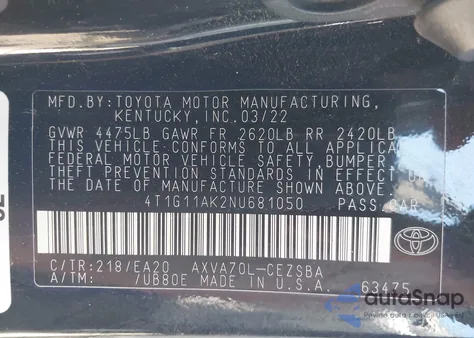 MFD. BY: TOYOTA MOTOR MANUFACTURING,
KENTUCKY, INC. 03/22
GVWR 4475LB GAWR FR 2620LB RR 2420LB
THIS VEHICLE CONFORMS TO ALL APPLICABLE
FEDERAL MOTOR VEHICLE SAFETY, BUMPER,
THEFT PREVENTION STANDARDS IN EFFECT ON
THE DATE OF MANUFACTURE SHOWN ABOVE.
4T1G11AK2NU681050 PASS.CAR
C/TR:218/EA20 AXVA70L-CEZSBA
A/TM: /UB80E MADE IN U.S.A. 63475
autoSnap